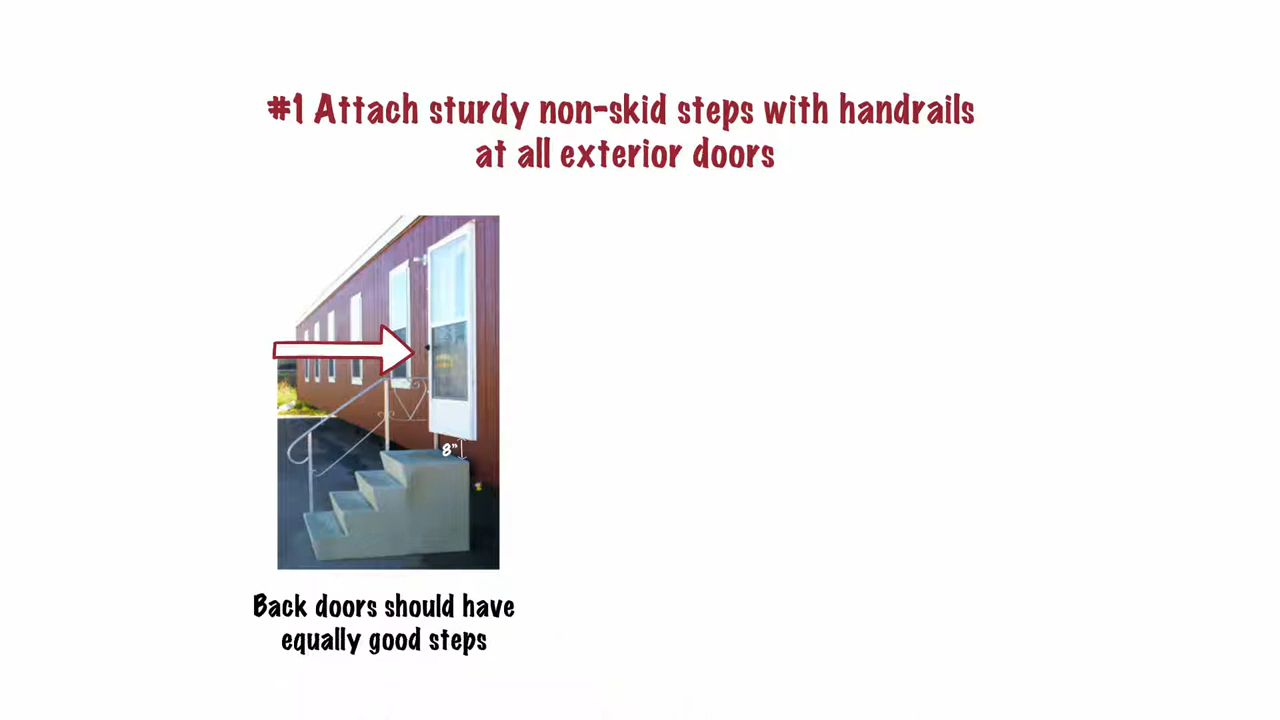 #1 Attach sturdy non-skid steps with handrails
at all exterior doors
8"
Back doors should have
equally good steps